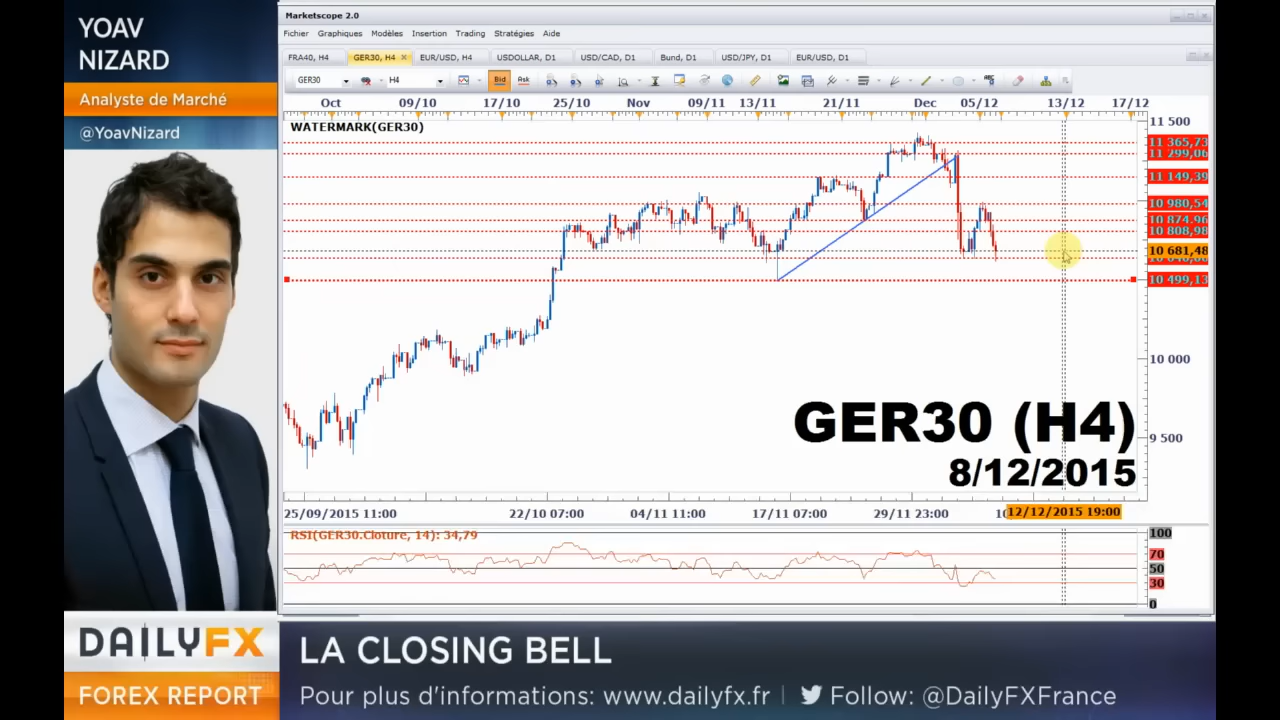 YOAV
NIZARD
Analyste de Marché
@YoavNizard
DAILYFX
FOREX REPORT
Marketscope 2.0
Fichier Graphiques Modèles Insertion Trading Stratégies Aide
FRA40, H4 GER30, H4 EUR/USD, H4 USDOLLAR, D1 USD/CAD, D1 Bund, D1 USD/JPY, D1 EUR/USD, D1
GER30 H4 Bid Ask ABC
Oct 09/10 17/10 25/10 Nov 09/11 13/11 21/11 Dec 05/12 13/12 17/12
WATERMARK(GER30)
11 500
11 365,73
11 299,06
11 149,39
10 980,54
10 874,96
10 808,98
10 681,48
10 499,13
10 000
9 500
GER30 (H4)
8/12/2015
25/09/2015 11:00 22/10 07:00 04/11 11:00 17/11 07:00 29/11 23:00 12/12/2015 19:00
RSI(GER30.Cloture, 14): 34,79
100
70
50
30
0
LA CLOSING BELL
Pour plus d'informations: www.dailyfx.fr | Follow: @DailyFXFrance